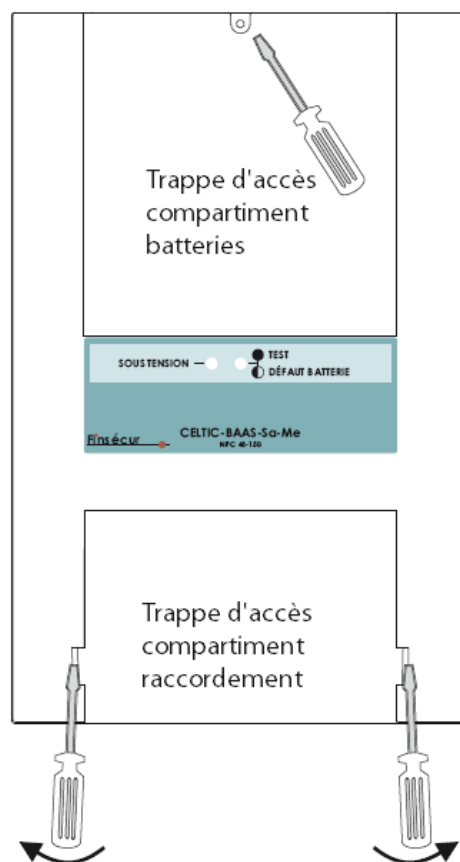 Trappe d'accès
compartiment
batteries
SOUS TENSION
TEST
DÉFAUT BATTERIE
Finsécur
CELTIC-BAAS-Sa-Me
NFC 48-150
Trappe d'accès
compartiment
raccordement